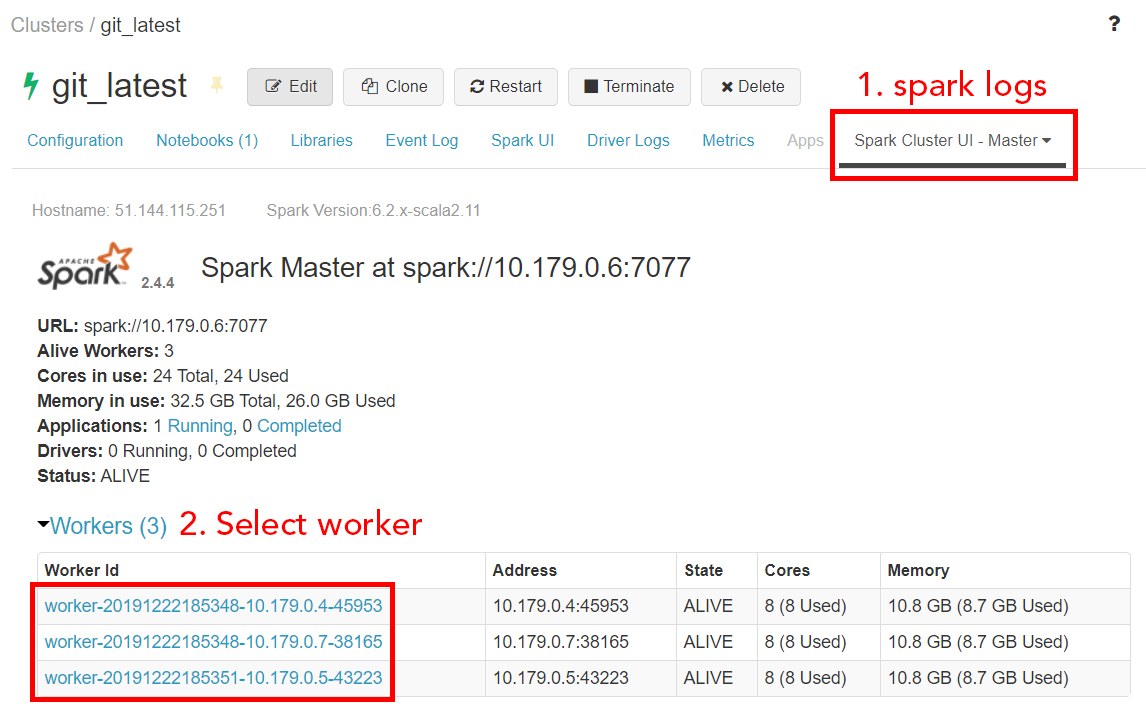 Clusters / git_latest
?
git_latest
Edit
Clone
Restart
Terminate
Delete
1. spark logs
Configuration
Notebooks (1)
Libraries
Event Log
Spark UI
Driver Logs
Metrics
Apps
Spark Cluster UI - Master
Hostname: 51.144.115.251
Spark Version:6.2.x-scala2.11
APACHE
Spark
2.4.4
Spark Master at spark://10.179.0.6:7077
URL: spark://10.179.0.6:7077
Alive Workers: 3
Cores in use: 24 Total, 24 Used
Memory in use: 32.5 GB Total, 26.0 GB Used
Applications: 1 Running, 0 Completed
Drivers: 0 Running, 0 Completed
Status: ALIVE
Workers (3)
2. Select worker
Worker Id Address State Cores Memory
worker-20191222185348-10.179.0.4-45953 10.179.0.4:45953 ALIVE 8 (8 Used) 10.8 GB (8.7 GB Used)
worker-20191222185348-10.179.0.7-38165 10.179.0.7:38165 ALIVE 8 (8 Used) 10.8 GB (8.7 GB Used)
worker-20191222185351-10.179.0.5-43223 10.179.0.5:43223 ALIVE 8 (8 Used) 10.8 GB (8.7 GB Used)